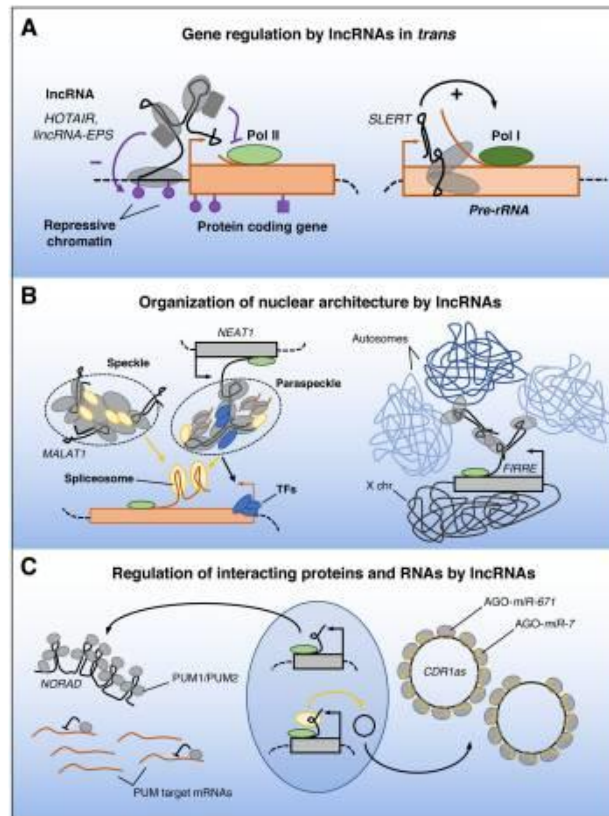 A
Gene regulation by lncRNAs in trans
lncRNA
HOTAIR,
lincRNA-EPS
Pol II
–
Repressive
chromatin
Protein coding gene
SLERT
+
Pol I
Pre-rRNA
B
Organization of nuclear architecture by lncRNAs
NEAT1
Speckle
Paraspeckle
MALAT1
Spliceosome
TFs
Autosomes
FIRRE
X chr.
C
Regulation of interacting proteins and RNAs by lncRNAs
NORAD
PUM1/PUM2
PUM target mRNAs
AGO-miR-671
AGO-miR-7
CDR1as